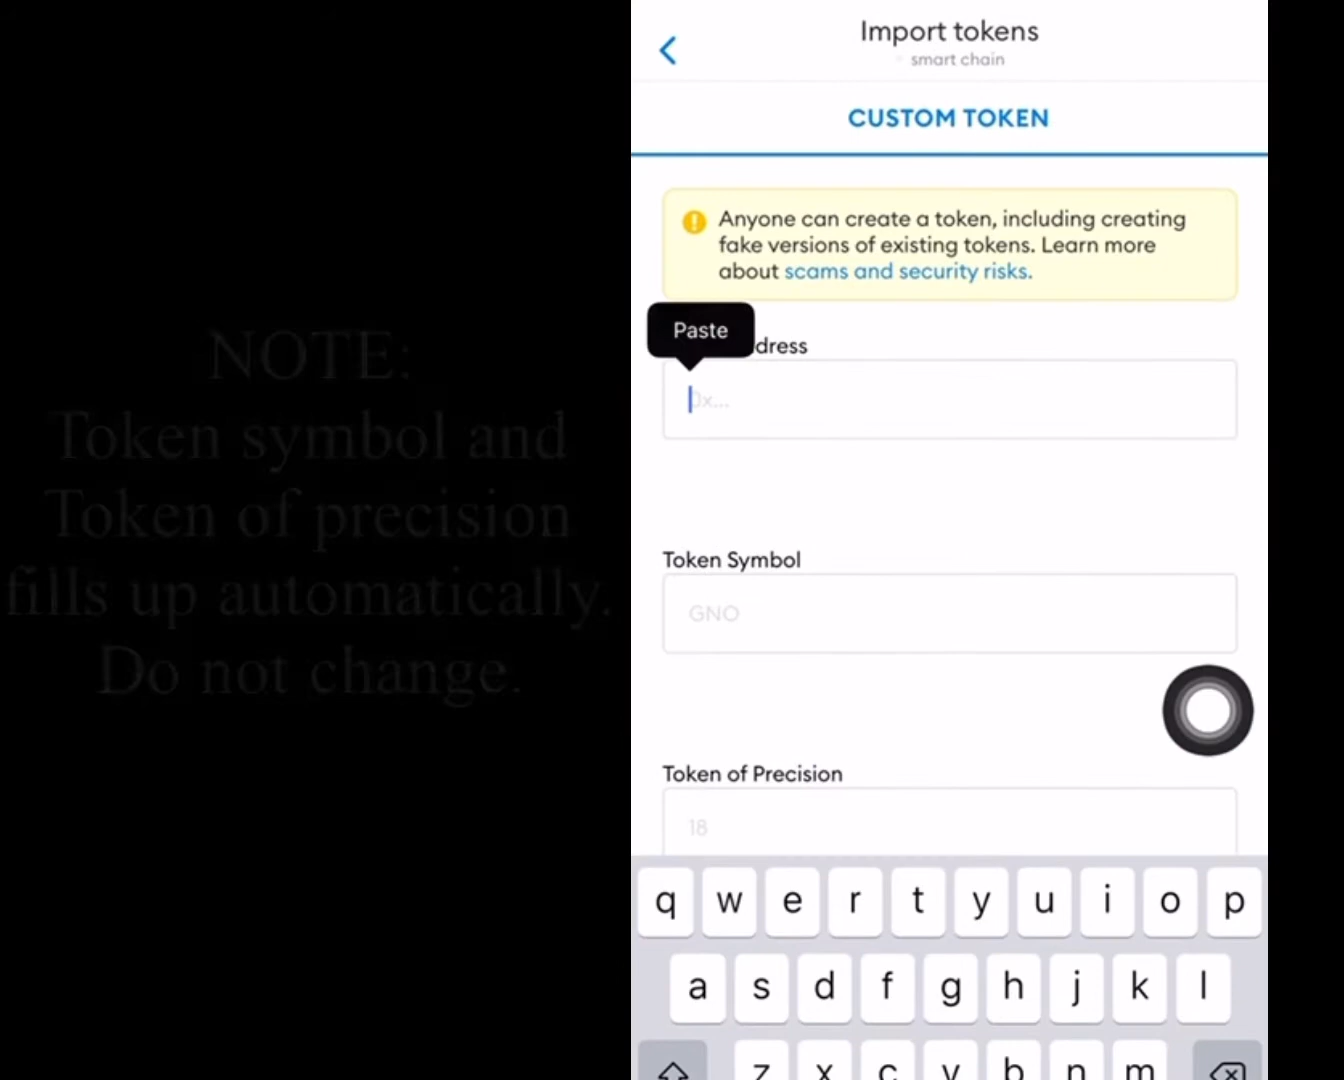 NOTE:
Token symbol and
Token of precision
fills up automatically.
Do not change.
Import tokens
smart chain
CUSTOM TOKEN
Anyone can create a token, including creating
fake versions of existing tokens. Learn more
about scams and security risks.
Paste
dress
0x...
Token Symbol
GNO
Token of Precision
18
q w e r t y u i o p
a s d f g h j k l
z x c v b n m